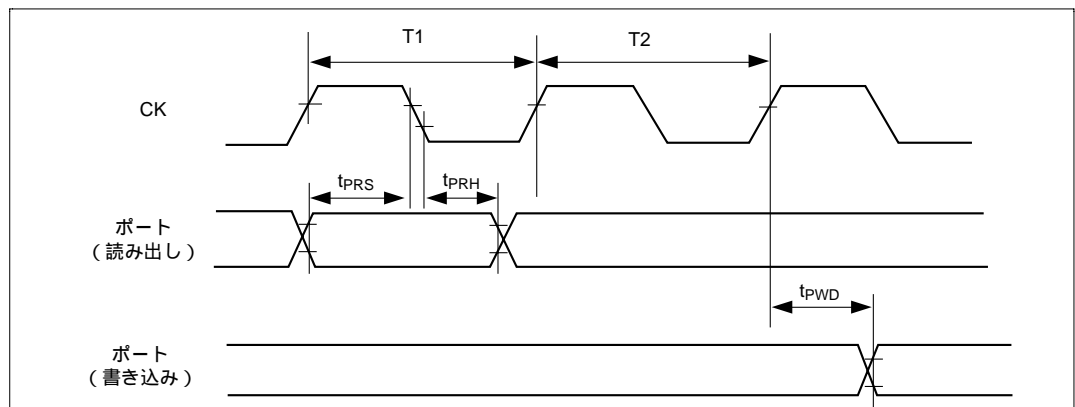 T1
T2
CK
tPRS
tPRH
ポート
(読み出し)
tPWD
ポート
(書き込み)